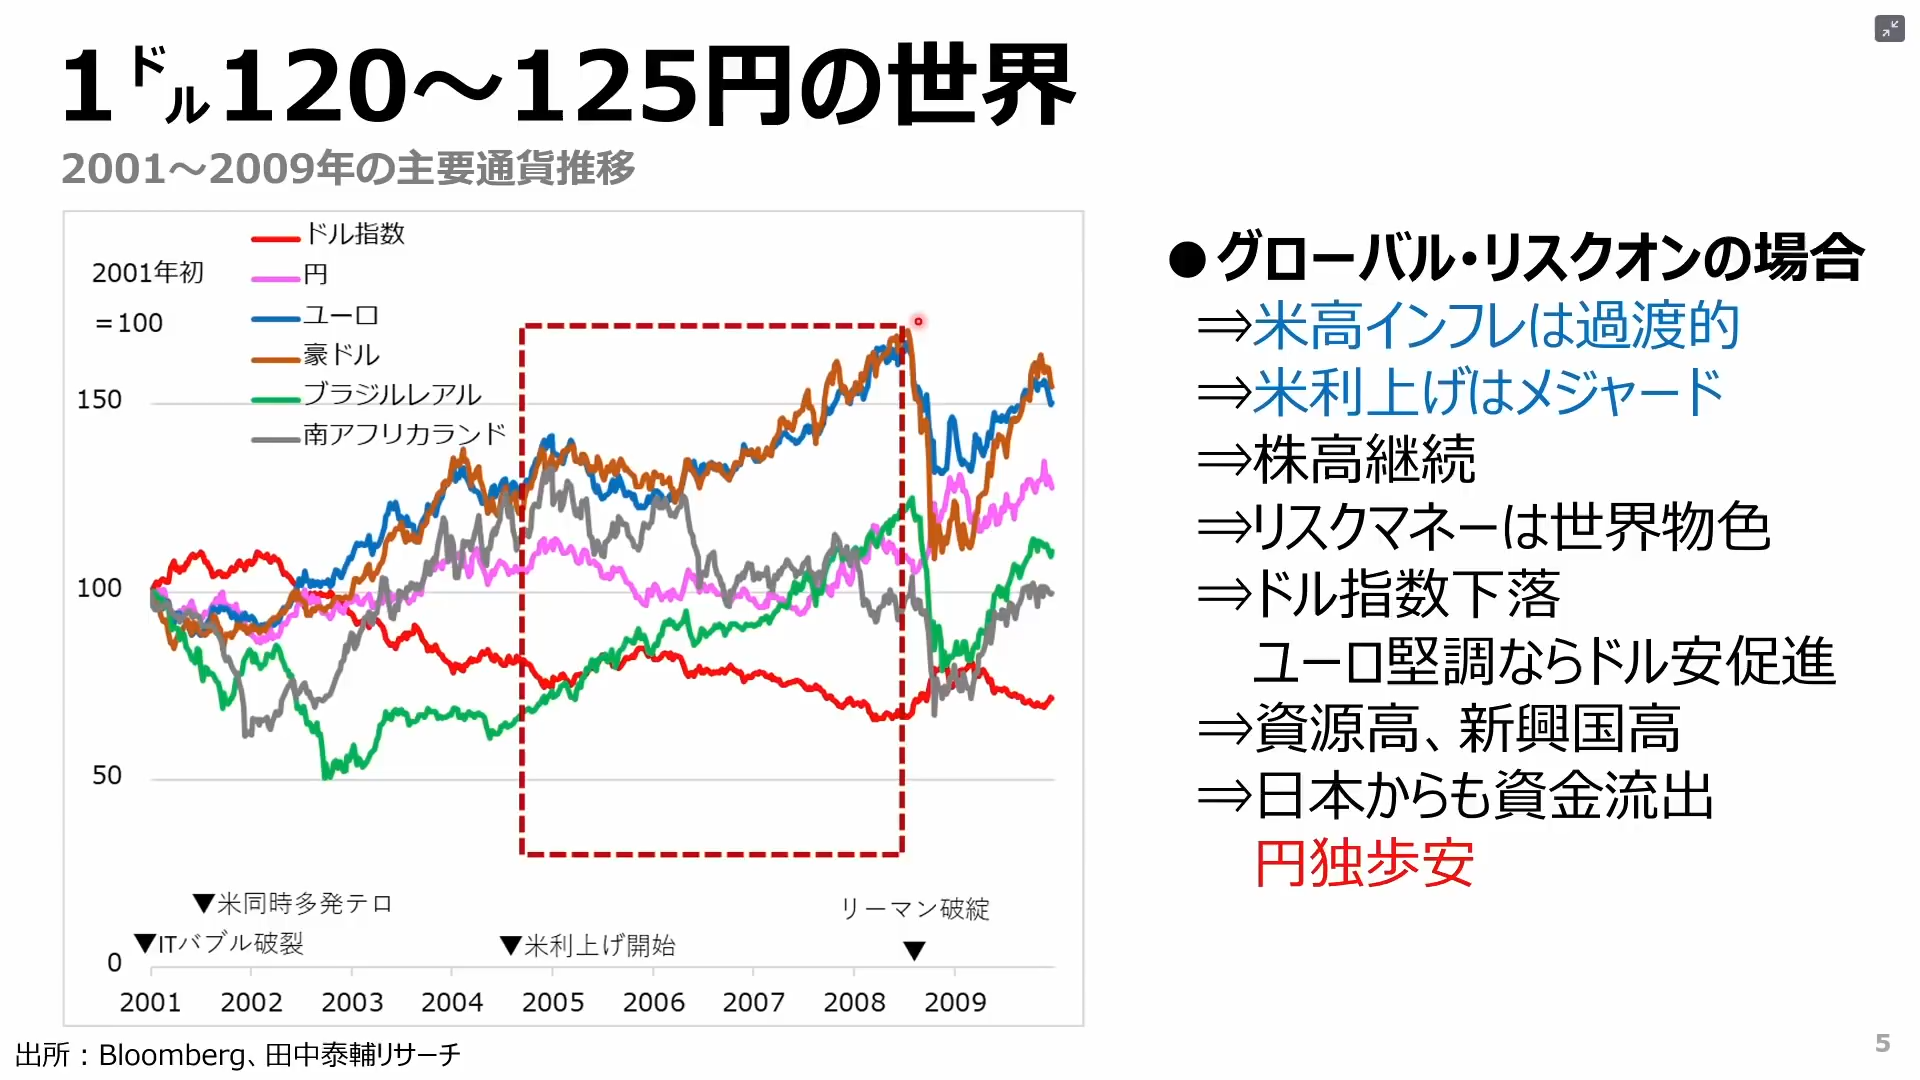 1ドル120～125円の世界
2001～2009年の主要通貨推移
2001年初
＝100
ドル指数
円
ユーロ
豪ドル
ブラジルレアル
南アフリカランド
150
100
50
0
▼米同時多発テロ
▼ITバブル破裂
▼米利上げ開始
リーマン破綻
▼
2001 2002 2003 2004 2005 2006 2007 2008 2009
●グローバル・リスクオンの場合
⇒米高インフレは過渡的
⇒米利上げはメジャード
⇒株高継続
⇒リスクマネーは世界物色
⇒ドル指数下落
ユーロ堅調ならドル安促進
⇒資源高、新興国高
⇒日本からも資金流出
円独歩安
出所：Bloomberg、田中泰輔リサーチ
5